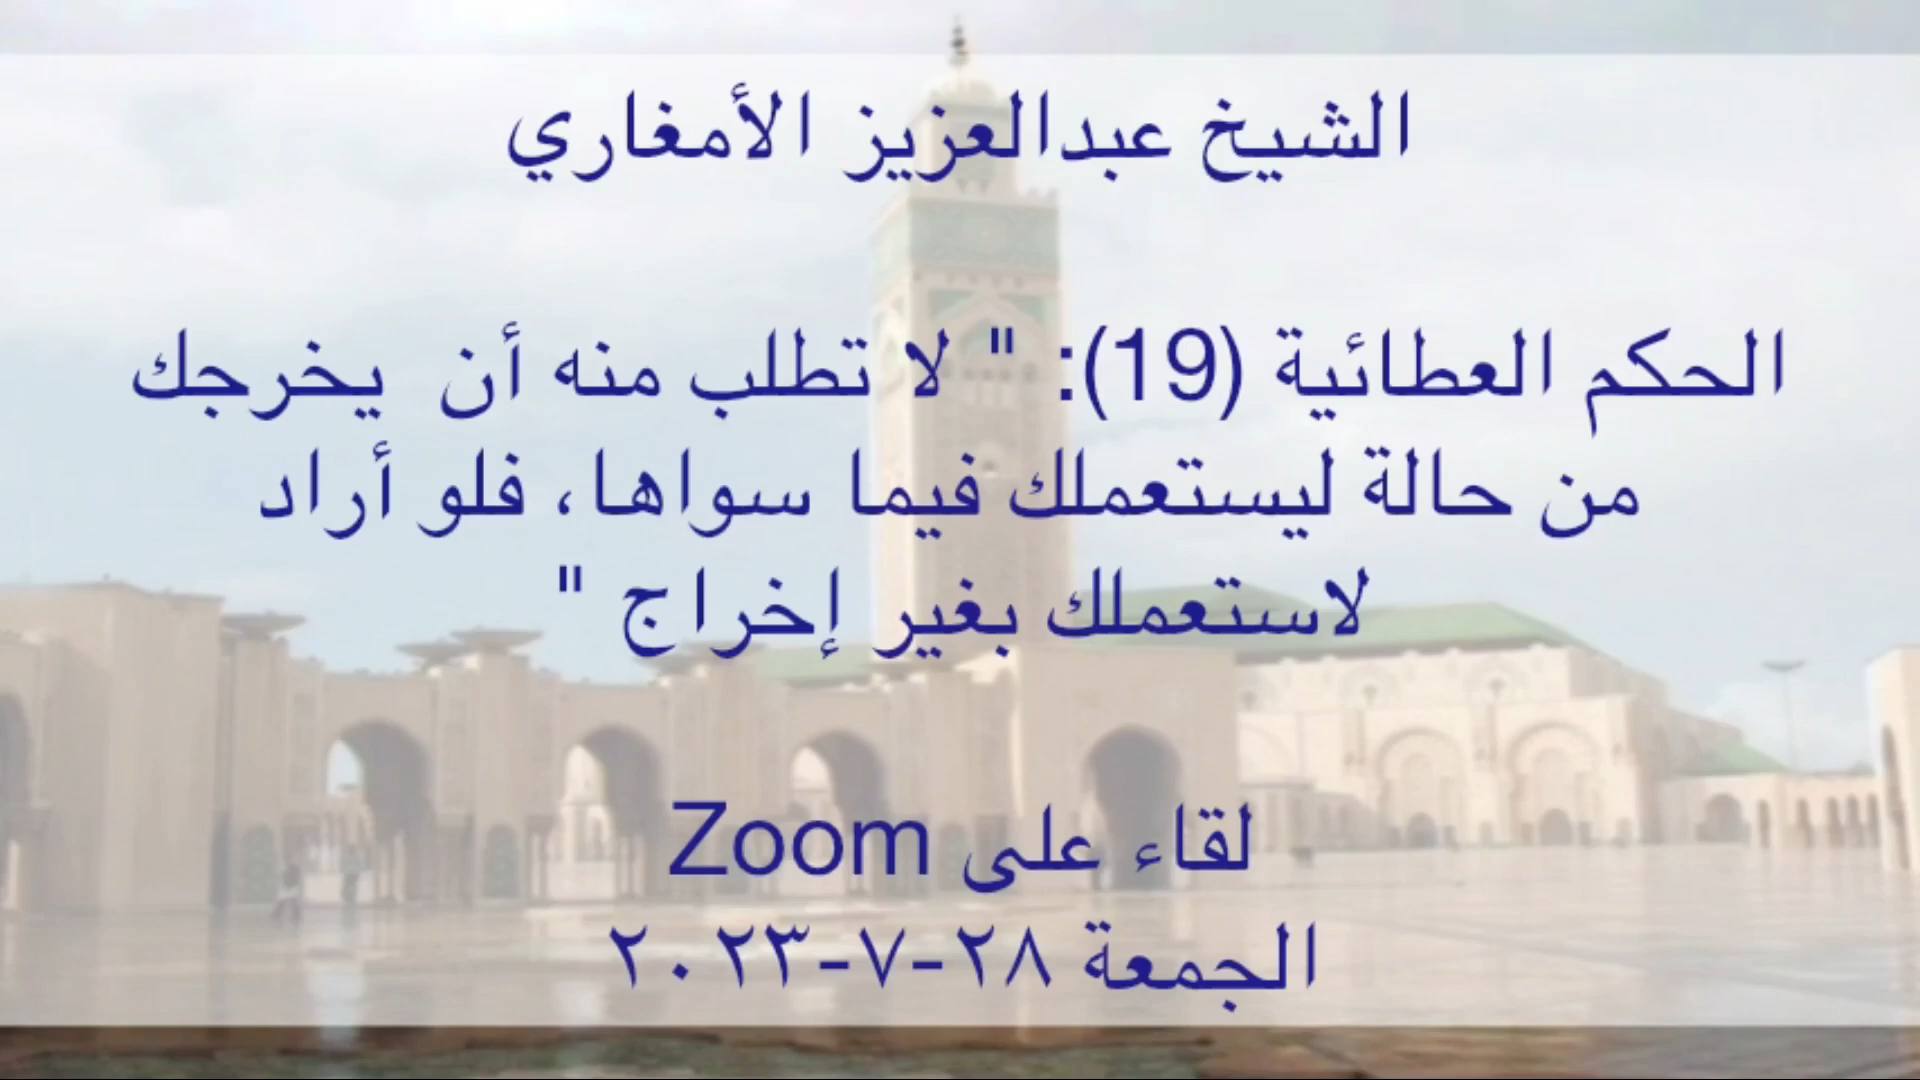 الشيخ عبدالعزيز الأمغاري
الحكم العطائية (19): " لا تطلب منه أن يخرجك
من حالة ليستعملك فيما سواها، فلو أراد
لاستعملك بغير إخراج "
لقاء على Zoom
الجمعة ٢٨-٧-٢٠٢٣